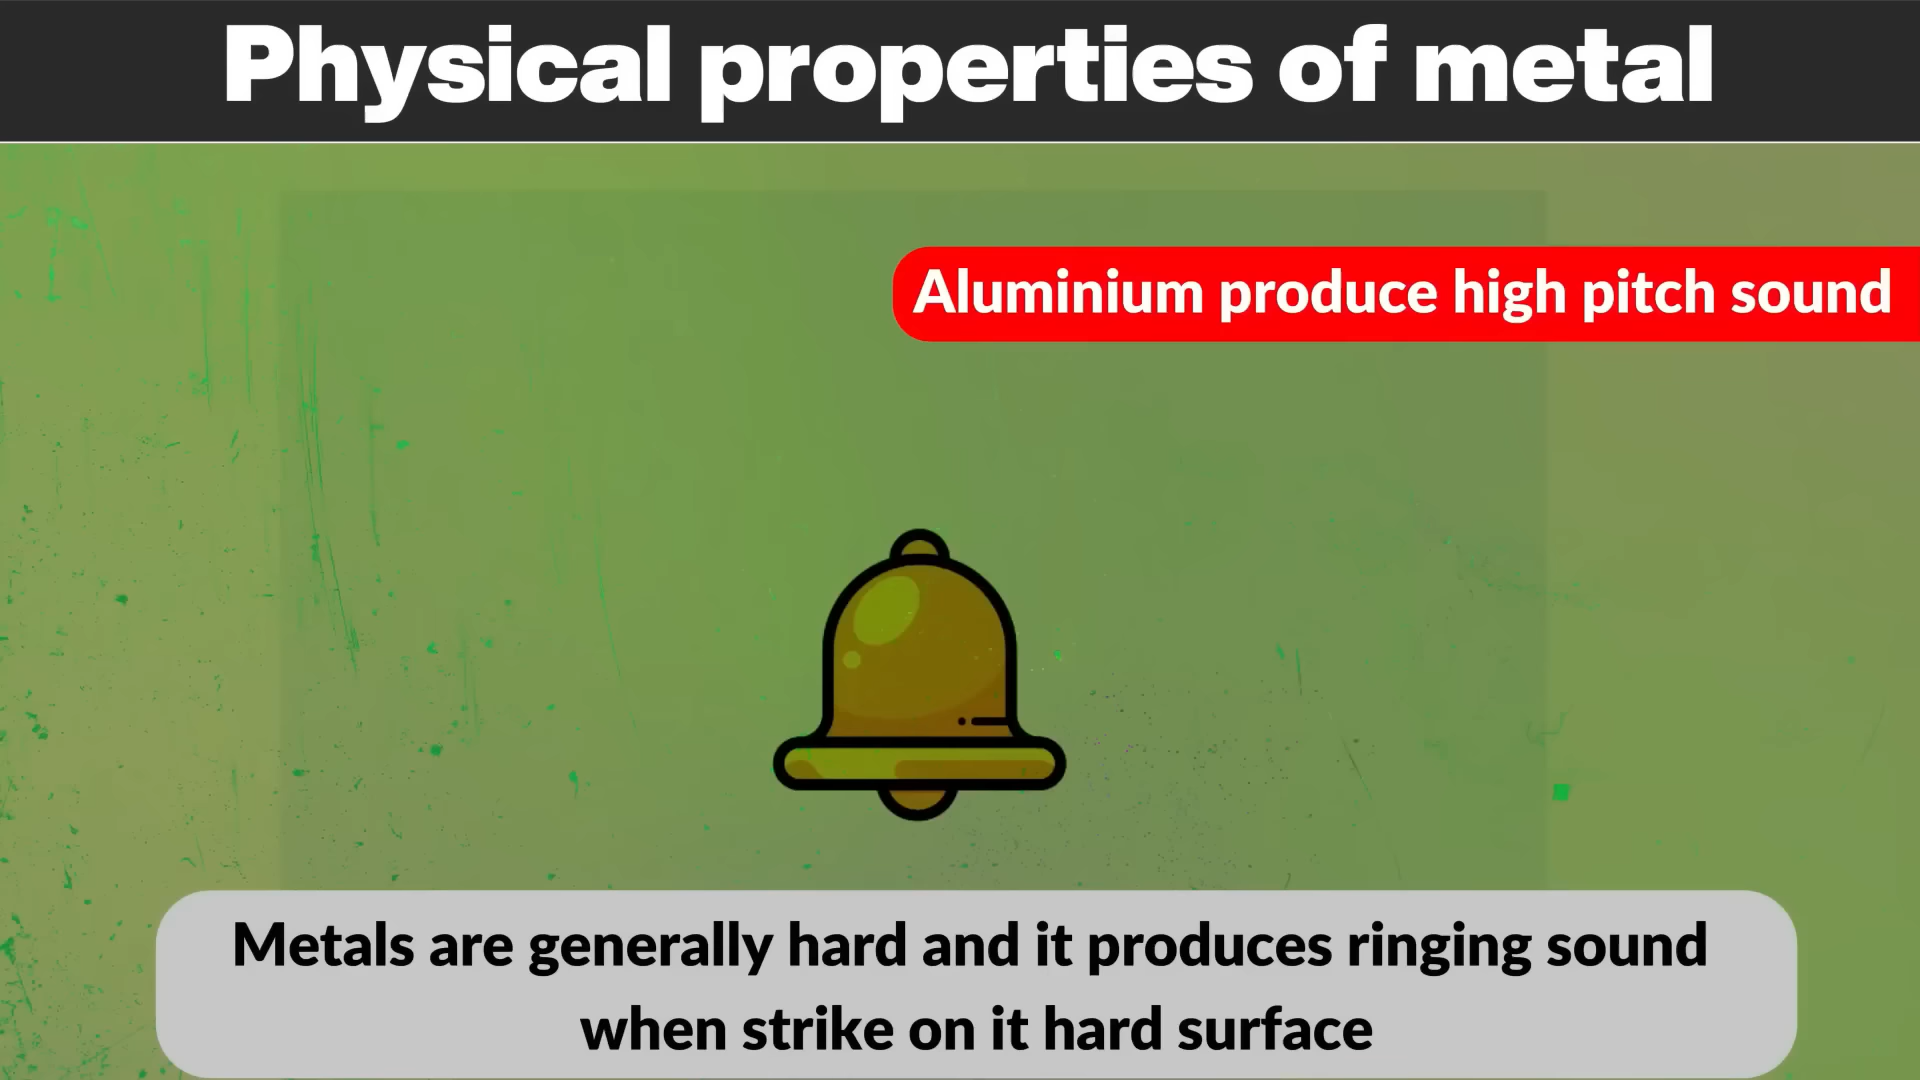 Physical properties of metal
Aluminium produce high pitch sound
Metals are generally hard and it produces ringing sound
when strike on it hard surface